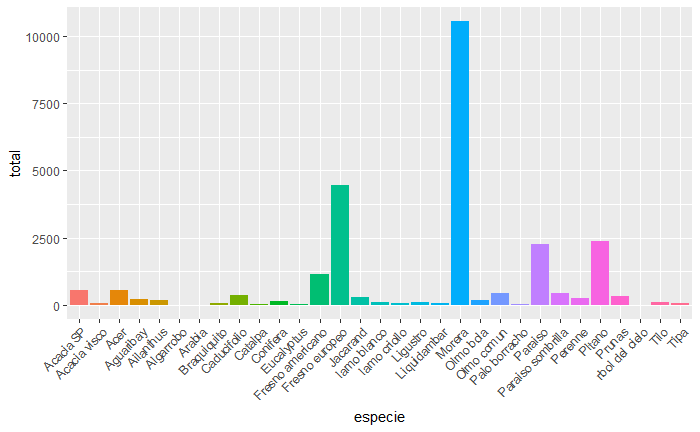 10000
7500
5000
2500
0
total
Acacia SP
Acacia visco
Acer
Aguaribay
Ailanthus
Algarrobo
Arabia
Braquiquito
Caducifolio
Catalpa
Conifera
Eucalyptus
Fresno americano
Fresno europeo
Jacarand
lamo blanco
lamo criollo
Ligustro
Liquidambar
Morera
Olmo bola
Olmo comun
Palo borracho
Paraiso
Paraiso sombrilla
Perenne
Pltano
Prunas
rbol del cielo
Tilo
Tipa
especie